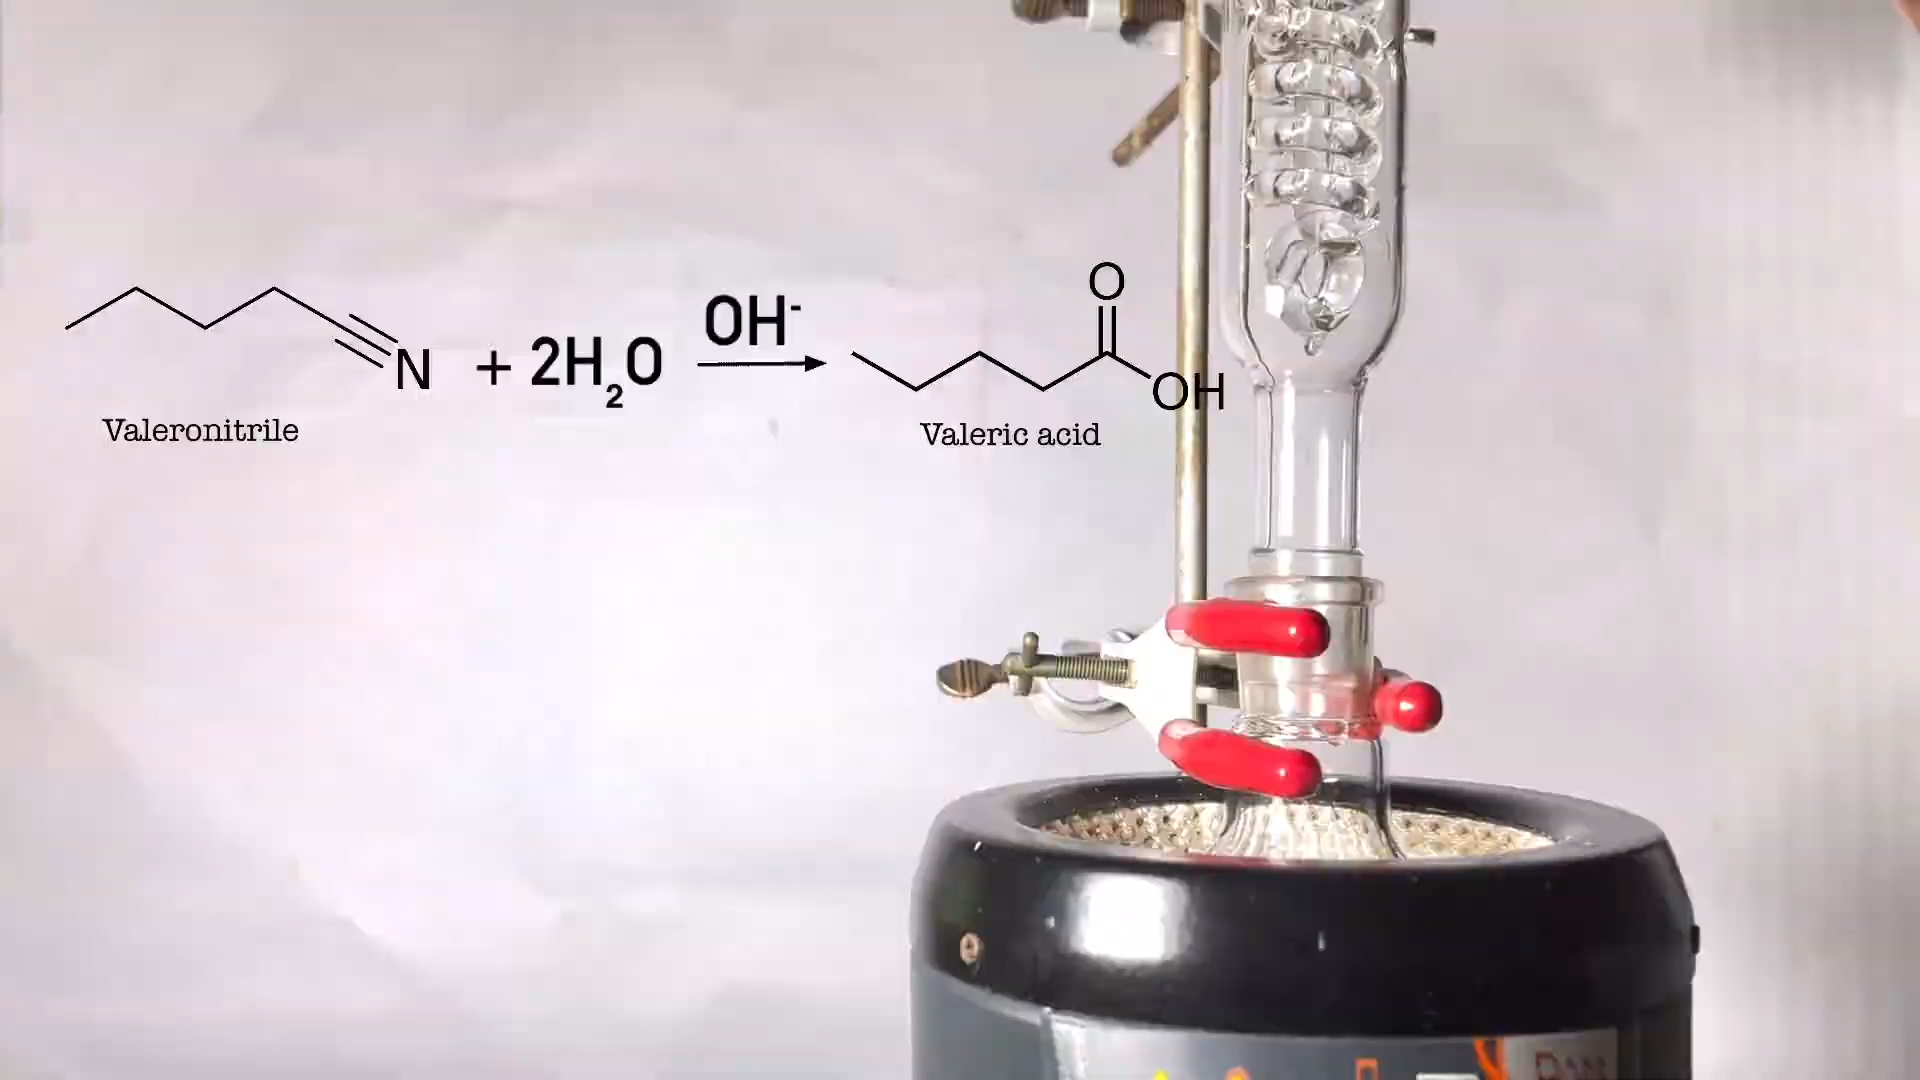 N + 2H₂O OH⁻ O OH
Valeronitrile Valeric acid